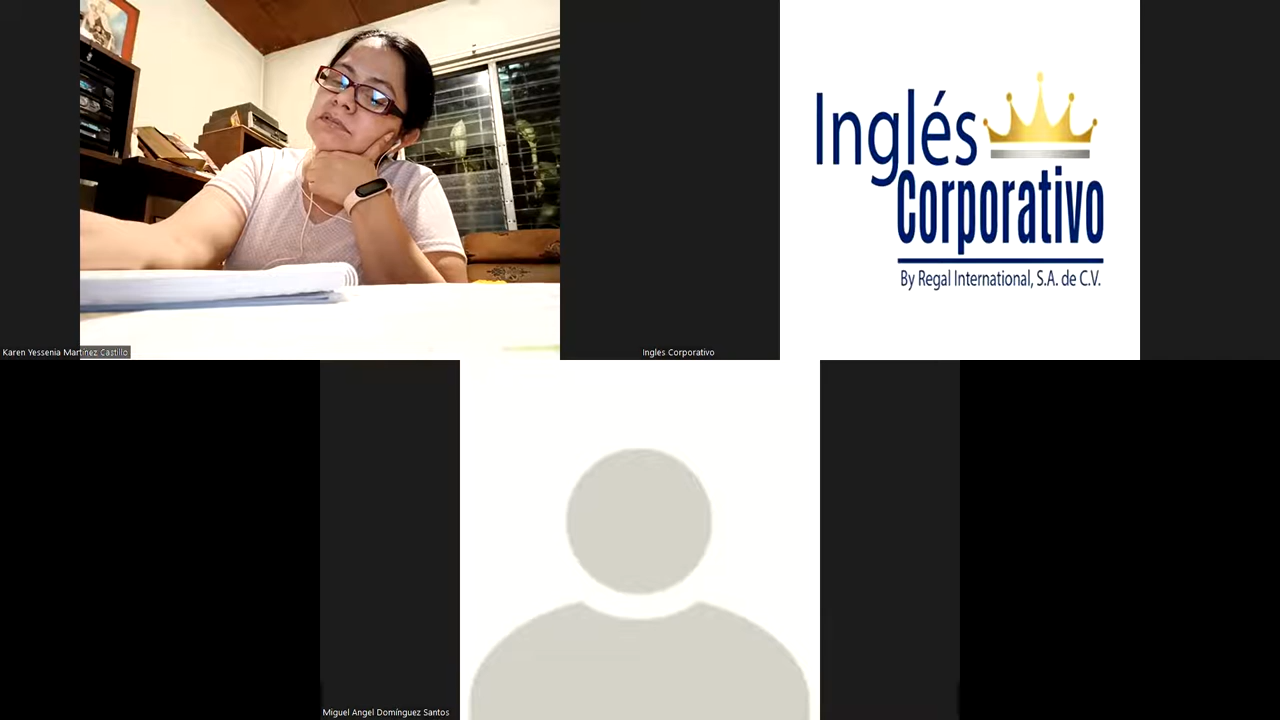 Inglés
Corporativo
By Regal International, S.A. de C.V.
Karen Yessenia Martinez Castillo
Ingles Corporativo
Miguel Angel Domínguez Santos